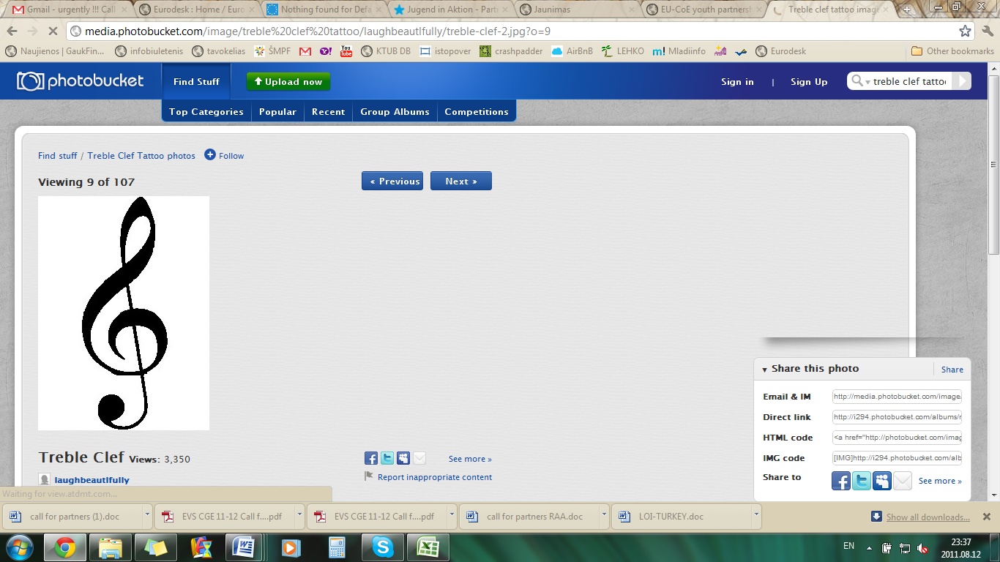 Gmail - urgently !!! Call
Eurodesk : Home / Euro
Nothing found for Defa
Jugend in Aktion - Part
Jaunimas
EU-CoE youth partnersh
Treble clef tattoo image
media.photobucket.com/image/treble%20clef%20tattoo/laughbeautIfully/treble-clef-2.jpg?o=9
Naujienos | GaukFin...
infobiuletenis
tavokelias
ŠMPF
You Tube
KTUB DB
istopover
crashpadder
AirBnB
LEHKO
m! Mladiinfo
Eurodesk
Other bookmarks
photobucket
Find Stuff
Upload now
Sign in | Sign Up
treble clef tattoo
Top Categories
Popular
Recent
Group Albums
Competitions
Find stuff / Treble Clef Tattoo photos
Follow
Viewing 9 of 107
« Previous
Next »
Treble Clef Views: 3,350
laughbeautIfully
See more »
Report inappropriate content
Share this photo
Share
Email & IM http://media.photobucket.com/image/
Direct link http://i294.photobucket.com/albums/r
HTML code <a href="http://photobucket.com/imag
IMG code [IMG]http://i294.photobucket.com/alb
Share to
See more »
Waiting for view.atdmt.com...
call for partners (1).doc
EVS CGE 11-12 Call f....pdf
EVS CGE 11-12 Call f....pdf
call for partners RAA.doc
LOI-TURKEY.doc
Show all downloads...
EN
23:37
2011.08.12